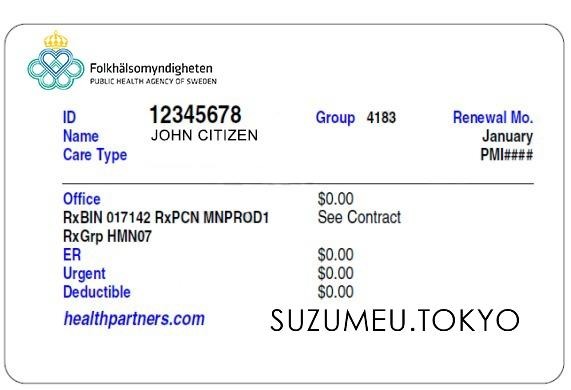 Folkhälsomyndigheten
PUBLIC HEALTH AGENCY OF SWEDEN
ID 12345678 Group 4183 Renewal Mo.
Name JOHN CITIZEN January
Care Type PMI####
Office $0.00
RxBIN 017142 RxPCN MNPROD1 See Contract
RxGrp HMN07
ER $0.00
Urgent $0.00
Deductible $0.00
healthpartners.com SUZUMEU.TOKYO